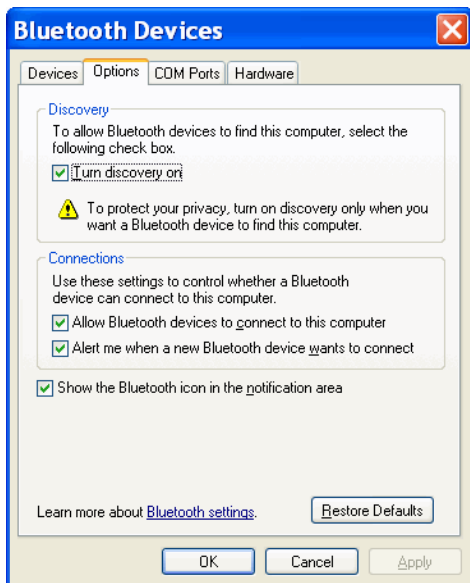 Bluetooth Devices
Devices Options COM Ports Hardware
Discovery
To allow Bluetooth devices to find this computer, select the
following check box.
Turn discovery on
To protect your privacy, turn on discovery only when you
want a Bluetooth device to find this computer.
Connections
Use these settings to control whether a Bluetooth
device can connect to this computer.
Allow Bluetooth devices to connect to this computer
Alert me when a new Bluetooth device wants to connect
Show the Bluetooth icon in the notification area
Learn more about Bluetooth settings.
Restore Defaults
OK Cancel Apply